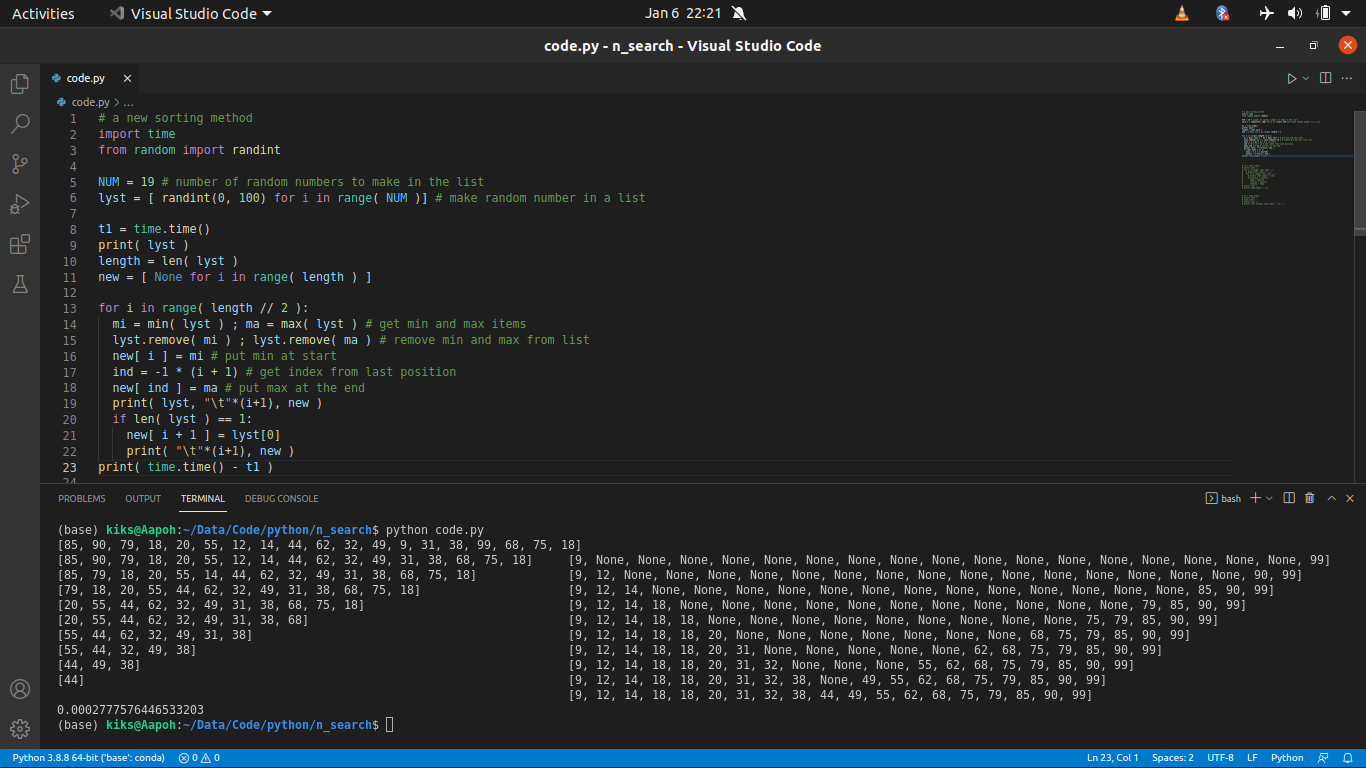 Activities Visual Studio Code Jan 6 22:21
code.py - n_search - Visual Studio Code
code.py
code.py > ...
1 # a new sorting method
2 import time
3 from random import randint
4
5 NUM = 19 # number of random numbers to make in the list
6 lyst = [ randint(0, 100) for i in range( NUM )] # make random number in a list
7
8 t1 = time.time()
9 print( lyst )
10 length = len( lyst )
11 new = [ None for i in range( length ) ]
12
13 for i in range( length // 2 ):
14 mi = min( lyst ) ; ma = max( lyst ) # get min and max items
15 lyst.remove( mi ) ; lyst.remove( ma ) # remove min and max from list
16 new[ i ] = mi # put min at start
17 ind = -1 * (i + 1) # get index from last position
18 new[ ind ] = ma # put max at the end
19 print( lyst, "\t"*(i+1), new )
20 if len( lyst ) == 1:
21 new[ i + 1 ] = lyst[0]
22 print( "\t"*(i+1), new )
23 print( time.time() - t1 )
24
PROBLEMS OUTPUT TERMINAL DEBUG CONSOLE bash
(base) kiks@Aapoh:~/Data/Code/python/n_search$ python code.py
[85, 90, 79, 18, 20, 55, 12, 14, 44, 62, 32, 49, 9, 31, 38, 99, 68, 75, 18]
[85, 90, 79, 18, 20, 55, 12, 14, 44, 62, 32, 49, 31, 38, 68, 75, 18] [9, None, None, None, None, None, None, None, None, None, None, None, None, None, None, None, None, None, 99]
[85, 79, 18, 20, 55, 14, 44, 62, 32, 49, 31, 38, 68, 75, 18] [9, 12, None, None, None, None, None, None, None, None, None, None, None, None, None, None, None, 90, 99]
[79, 18, 20, 55, 44, 62, 32, 49, 31, 38, 68, 75, 18] [9, 12, 14, None, None, None, None, None, None, None, None, None, None, None, None, None, 85, 90, 99]
[20, 55, 44, 62, 32, 49, 31, 38, 68, 75, 18] [9, 12, 14, 18, None, None, None, None, None, None, None, None, None, None, None, 79, 85, 90, 99]
[20, 55, 44, 62, 32, 49, 31, 38, 68] [9, 12, 14, 18, 18, None, None, None, None, None, None, None, None, None, 75, 79, 85, 90, 99]
[55, 44, 62, 32, 49, 31, 38] [9, 12, 14, 18, 18, 20, None, None, None, None, None, None, None, 68, 75, 79, 85, 90, 99]
[55, 44, 32, 49, 38] [9, 12, 14, 18, 18, 20, 31, None, None, None, None, None, 62, 68, 75, 79, 85, 90, 99]
[44, 49, 38] [9, 12, 14, 18, 18, 20, 31, 32, None, None, None, 55, 62, 68, 75, 79, 85, 90, 99]
[44] [9, 12, 14, 18, 18, 20, 31, 32, 38, None, 49, 55, 62, 68, 75, 79, 85, 90, 99]
[9, 12, 14, 18, 18, 20, 31, 32, 38, 44, 49, 55, 62, 68, 75, 79, 85, 90, 99]
0.0002777576446533203
(base) kiks@Aapoh:~/Data/Code/python/n_search$
Python 3.8.8 64-bit ('base': conda) 0 0 Ln 23, Col 1 Spaces: 2 UTF-8 LF Python